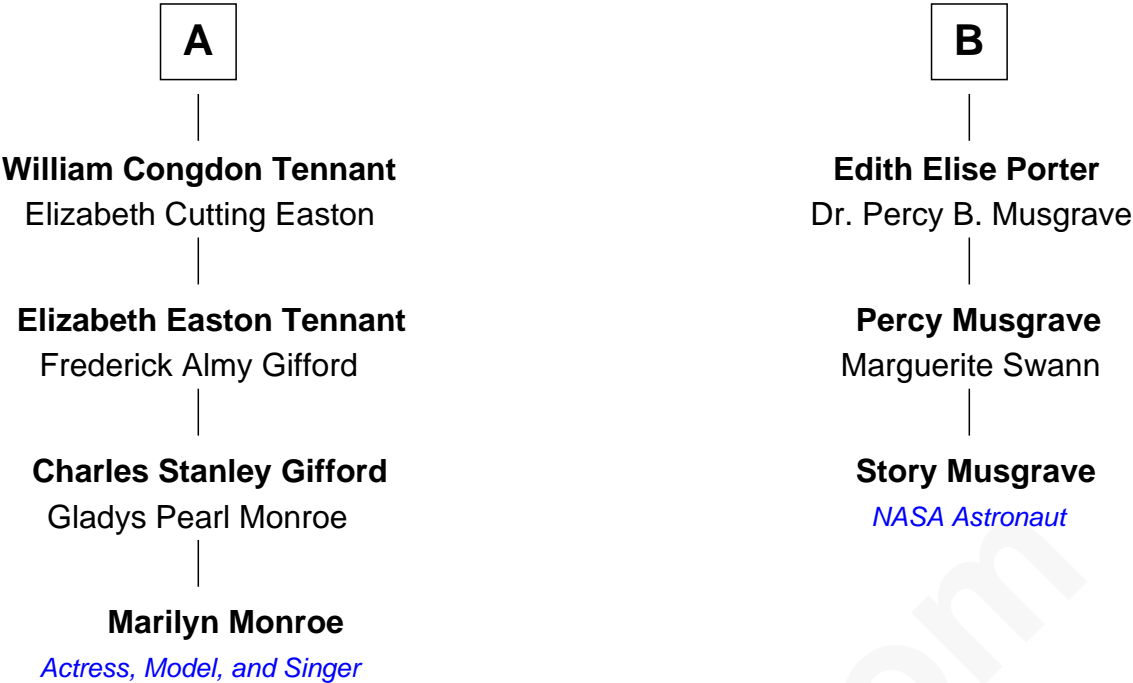 A
William Congdon Tennant
Elizabeth Cutting Easton
Elizabeth Easton Tennant
Frederick Almy Gifford
Charles Stanley Gifford
Gladys Pearl Monroe
Marilyn Monroe
Actress, Model, and Singer
B
Edith Elise Porter
Dr. Percy B. Musgrave
Percy Musgrave
Marguerite Swann
Story Musgrave
NASA Astronaut
om